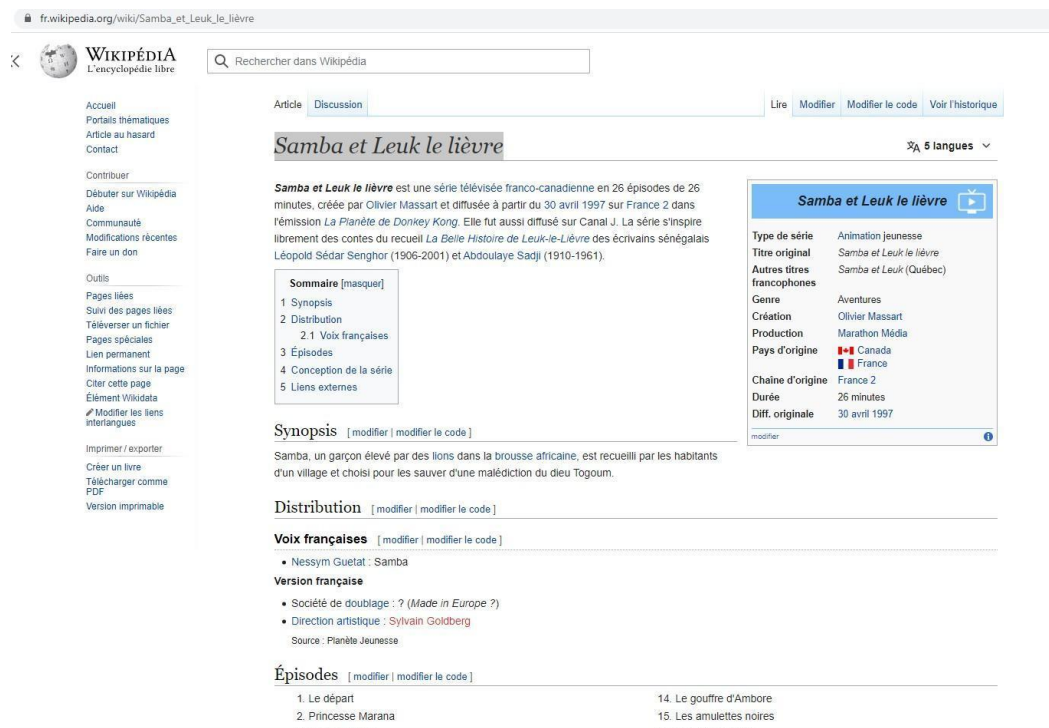 fr.wikipedia.org/wiki/Samba_et_Leuk_le_lièvre
WIKIPÉDIA
L'encyclopédie libre
Rechercher dans Wikipédia
Accueil
Portails thématiques
Article au hasard
Contact
Contribuer
Débuter sur Wikipédia
Aide
Communauté
Modifications récentes
Faire un don
Outils
Pages liées
Suivi des pages liées
Téléverser un fichier
Pages spéciales
Lien permanent
Informations sur la page
Citer cette page
Élément Wikidata
Modifier les liens
interlangues
Imprimer / exporter
Créer un livre
Télécharger comme
PDF
Version imprimable
Article Discussion
Lire Modifier Modifier le code Voir l'historique
Samba et Leuk le lièvre
5 langues
Samba et Leuk le lièvre est une série télévisée franco-canadienne en 26 épisodes de 26
minutes, créée par Olivier Massart et diffusée à partir du 30 avril 1997 sur France 2 dans
l'émission La Planète de Donkey Kong. Elle fut aussi diffusé sur Canal J. La série s'inspire
librement des contes du recueil La Belle Histoire de Leuk-le-Lièvre des écrivains sénégalais
Léopold Sédar Senghor (1906-2001) et Abdoulaye Sadji (1910-1961).
Sommaire [masquer]
1 Synopsis
2 Distribution
2.1 Voix françaises
3 Épisodes
4 Conception de la série
5 Liens externes
Samba et Leuk le lièvre
Type de série Animation jeunesse
Titre original Samba et Leuk le lièvre
Autres titres Samba et Leuk (Québec)
francophones
Genre Aventures
Création Olivier Massart
Production Marathon Média
Pays d'origine Canada
France
Chaîne d'origine France 2
Durée 26 minutes
Diff. originale 30 avril 1997
modifier
Synopsis [ modifier | modifier le code ]
Samba, un garçon élevé par des lions dans la brousse africaine, est recueilli par les habitants
d'un village et choisi pour les sauver d'une malédiction du dieu Togoum.
Distribution [ modifier | modifier le code ]
Voix françaises [ modifier | modifier le code ]
• Nessym Guetat : Samba
Version française
• Société de doublage : ? (Made in Europe ?)
• Direction artistique : Sylvain Goldberg
Source : Planète Jeunesse
Épisodes [ modifier | modifier le code ]
1. Le départ
2. Princesse Marana
14. Le gouffre d'Ambore
15. Les amulettes noires